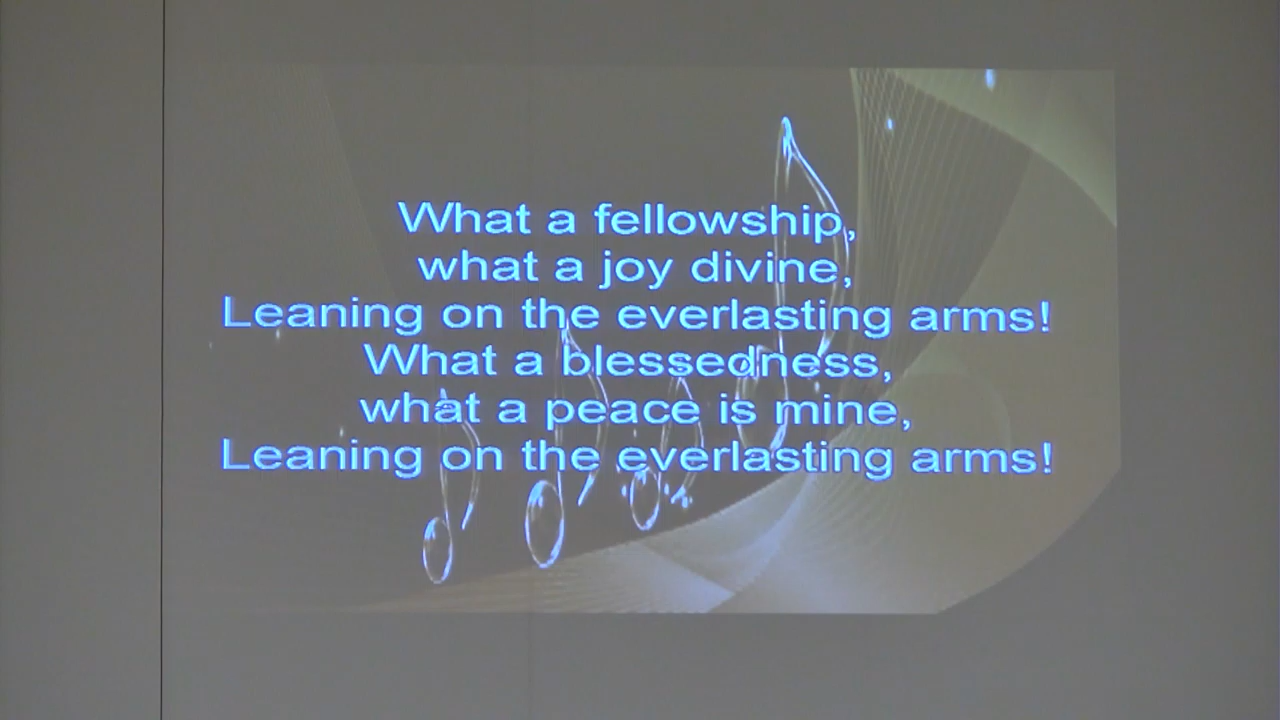 What a fellowship,
what a joy divine,
Leaning on the everlasting arms!
What a blessedness,
what a peace is mine,
Leaning on the everlasting arms!